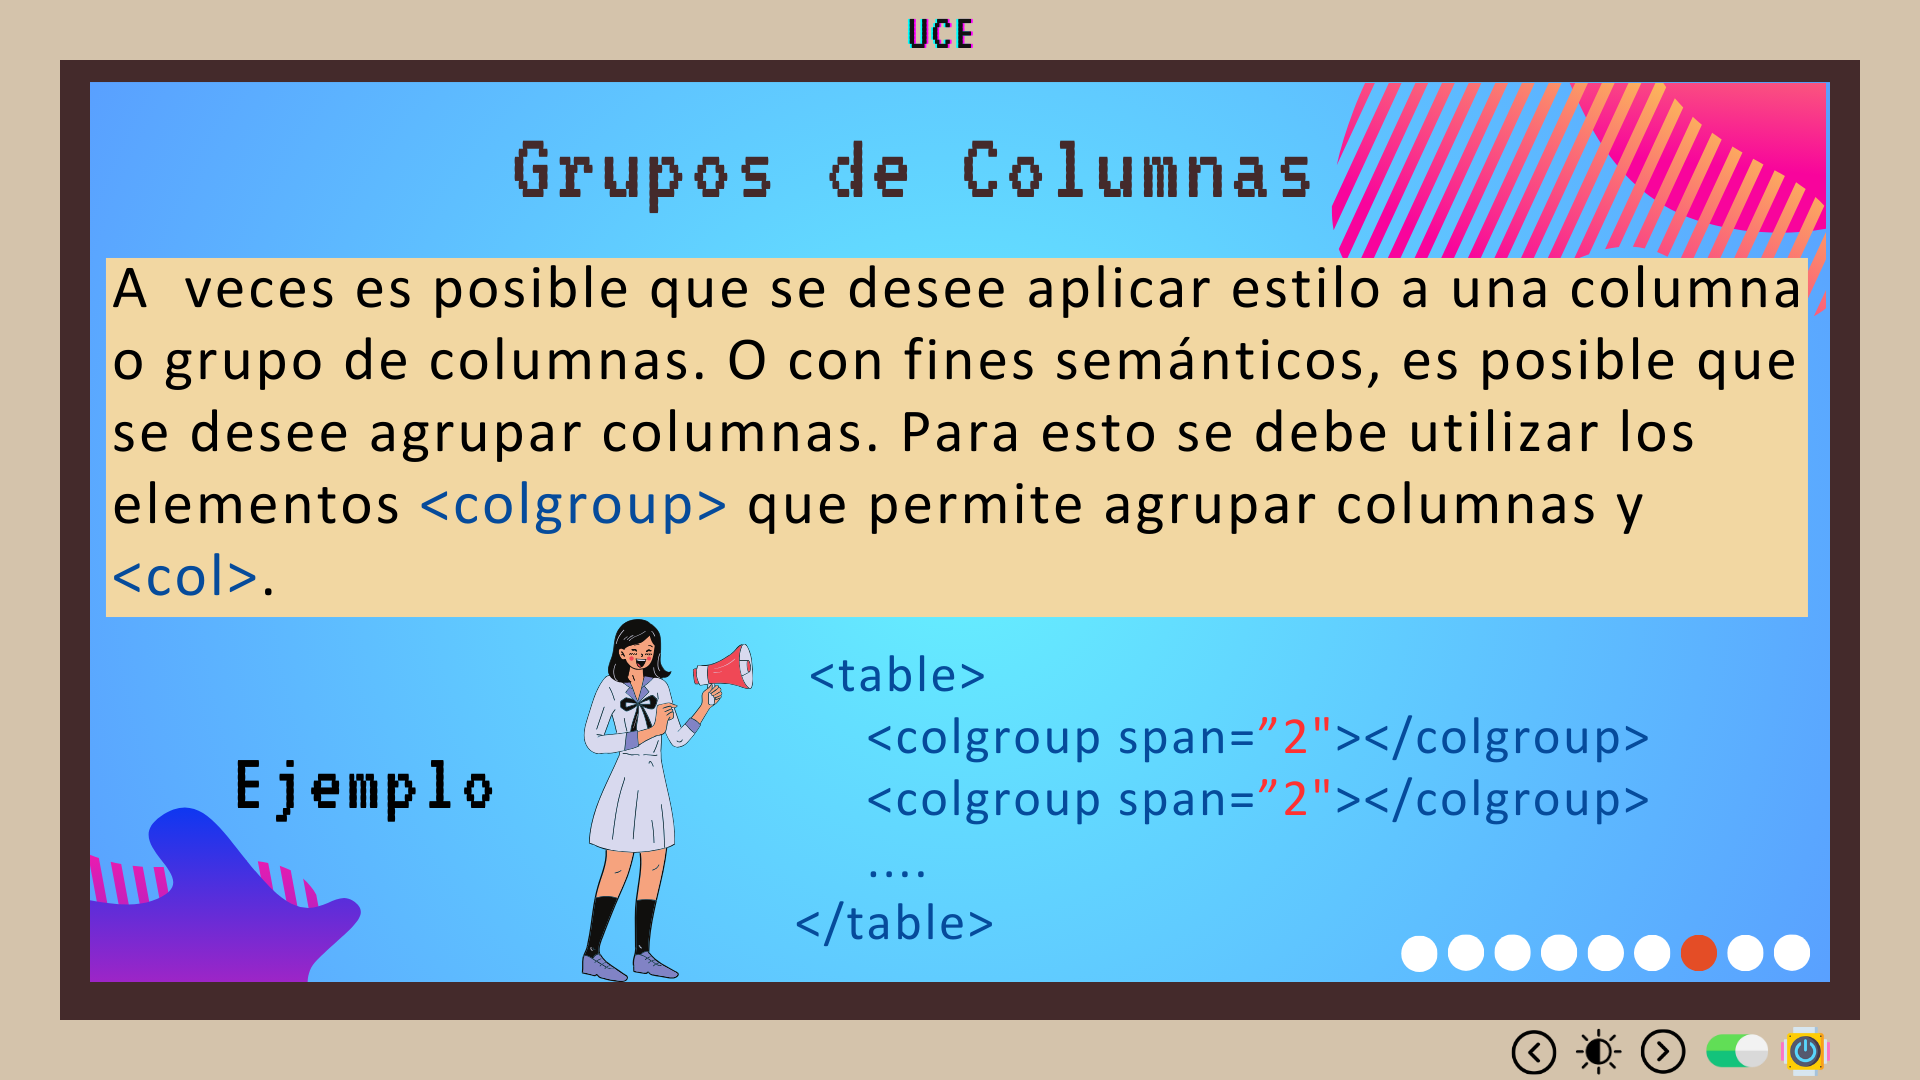 UCE
Grupos de Columnas
A  veces es posible que se desee aplicar estilo a una columna
o grupo de columnas. O con fines semánticos, es posible que
se desee agrupar columnas. Para esto se debe utilizar los
elementos <colgroup> que permite agrupar columnas y
<col>.
Ejemplo
<table>
<colgroup span=”2"></colgroup>
<colgroup span=”2"></colgroup>
....
</table>